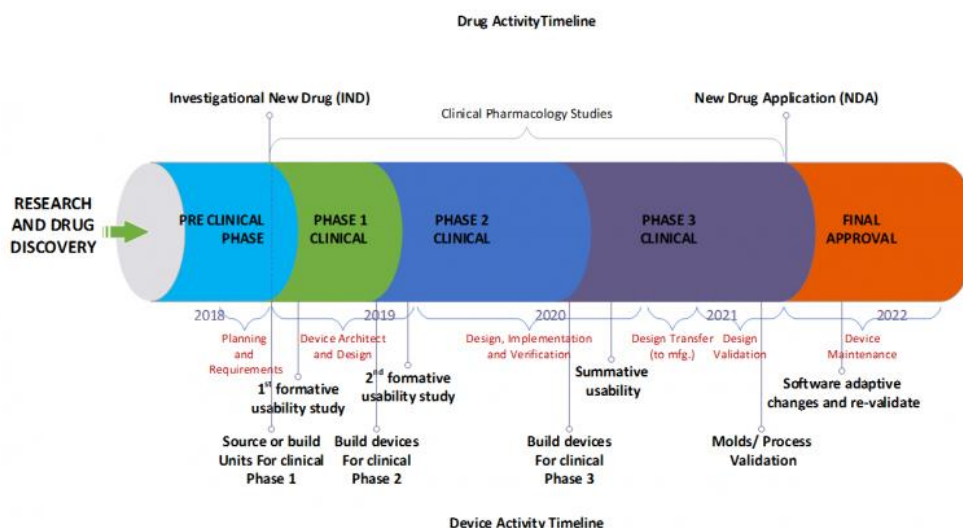 Drug ActivityTimeline
Investigational New Drug (IND)
New Drug Application (NDA)
Clinical Pharmacology Studies
RESEARCH
AND DRUG
DISCOVERY
PRE CLINICAL
PHASE
PHASE 1
CLINICAL
PHASE 2
CLINICAL
PHASE 3
CLINICAL
FINAL
APPROVAL
2018
2019
2020
2021
2022
Planning
and
Requirements
Device Architect
and Design
Design, Implementation
and Verification
Design Transfer
(to mfg.)
Design
Validation
Device
Maintenance
1st formative
usability study
2nd formative
usability study
Summative
usability
Software adaptive
changes and re-validate
Source or build
Units For clinical
Phase 1
Build devices
For clinical
Phase 2
Build devices
For clinical
Phase 3
Molds/ Process
Validation
Device Activity Timeline